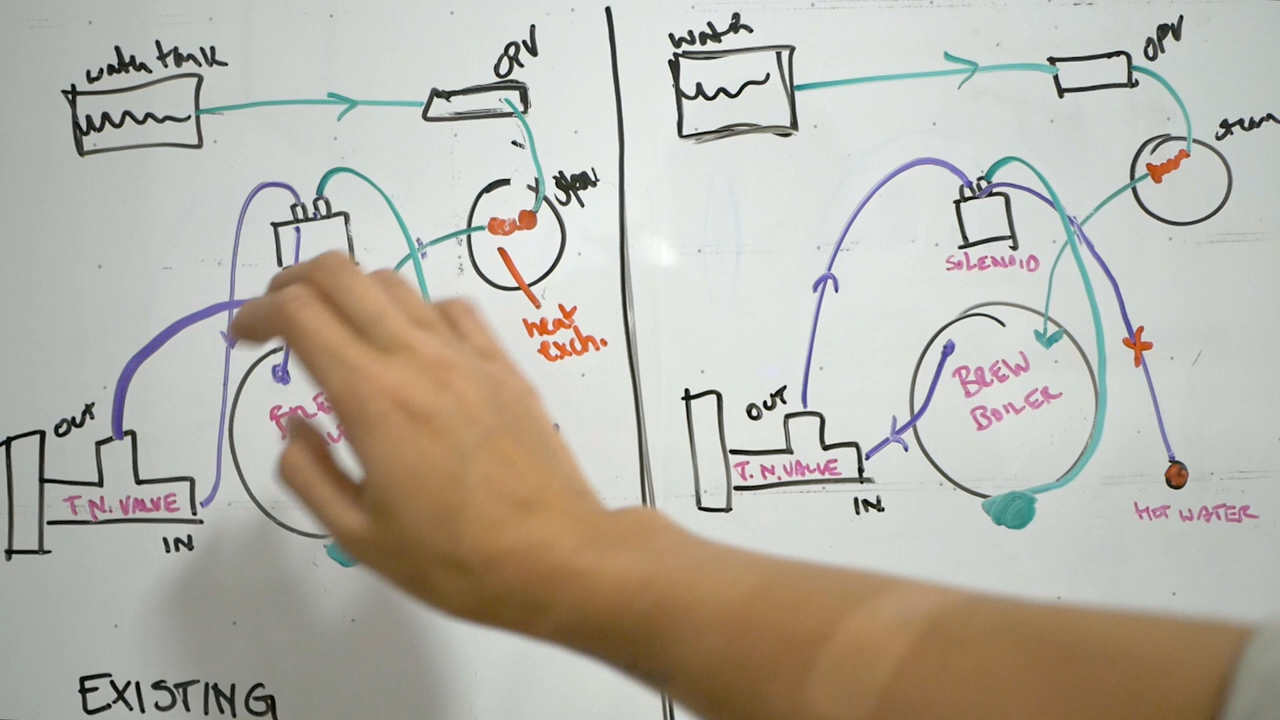 water tank
OPV
heat
exch.
OUT
T.N. VALVE
IN
EXISTING
water
OPV
steam
SOLENOID
BREW
BOILER
OUT
T.N. VALVE
IN
HOT WATER